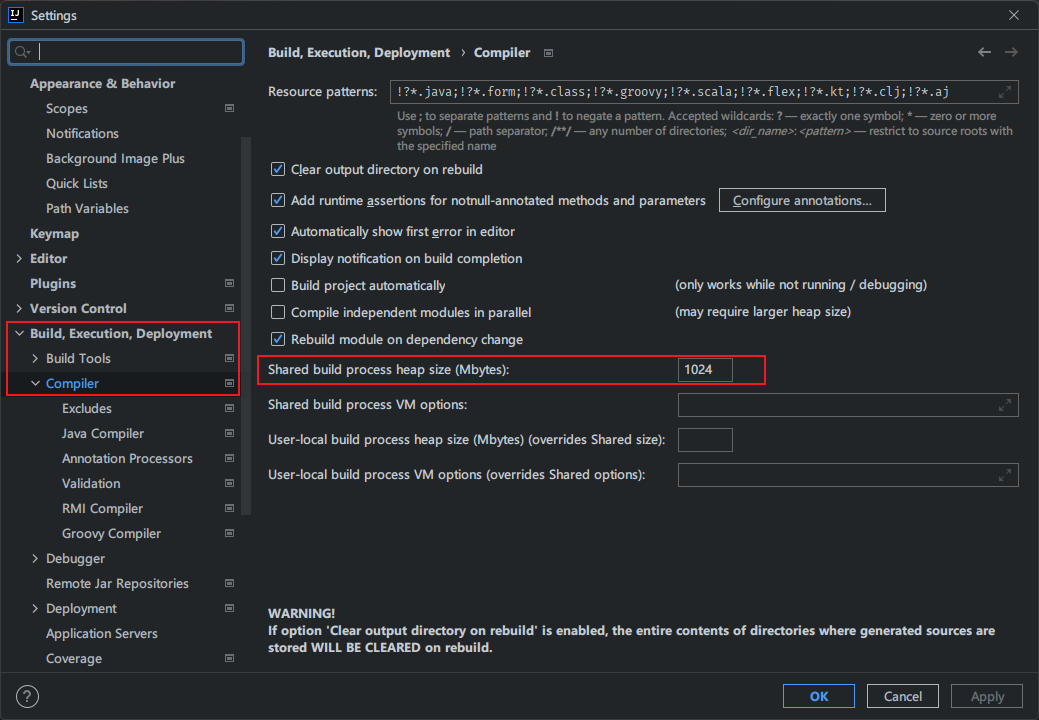 Settings
Appearance & Behavior
Scopes
Notifications
Background Image Plus
Quick Lists
Path Variables
Keymap
Editor
Plugins
Version Control
Build, Execution, Deployment
Build Tools
Compiler
Excludes
Java Compiler
Annotation Processors
Validation
RMI Compiler
Groovy Compiler
Debugger
Remote Jar Repositories
Deployment
Application Servers
Coverage
Build, Execution, Deployment › Compiler
Resource patterns: !?*.java;!?*.form;!?*.class;!?*.groovy;!?*.scala;!?*.flex;!?*.kt;!?*.clj;!?*.aj
Use ; to separate patterns and ! to negate a pattern. Accepted wildcards: ? — exactly one symbol; * — zero or more
symbols; / — path separator; /**/ — any number of directories; <dir_name>:<pattern> — restrict to source roots with
the specified name
Clear output directory on rebuild
Add runtime assertions for notnull-annotated methods and parameters Configure annotations...
Automatically show first error in editor
Display notification on build completion
Build project automatically (only works while not running / debugging)
Compile independent modules in parallel (may require larger heap size)
Rebuild module on dependency change
Shared build process heap size (Mbytes): 1024
Shared build process VM options:
User-local build process heap size (Mbytes) (overrides Shared size):
User-local build process VM options (overrides Shared options):
WARNING!
If option 'Clear output directory on rebuild' is enabled, the entire contents of directories where generated sources are
stored WILL BE CLEARED on rebuild.
? OK Cancel Apply